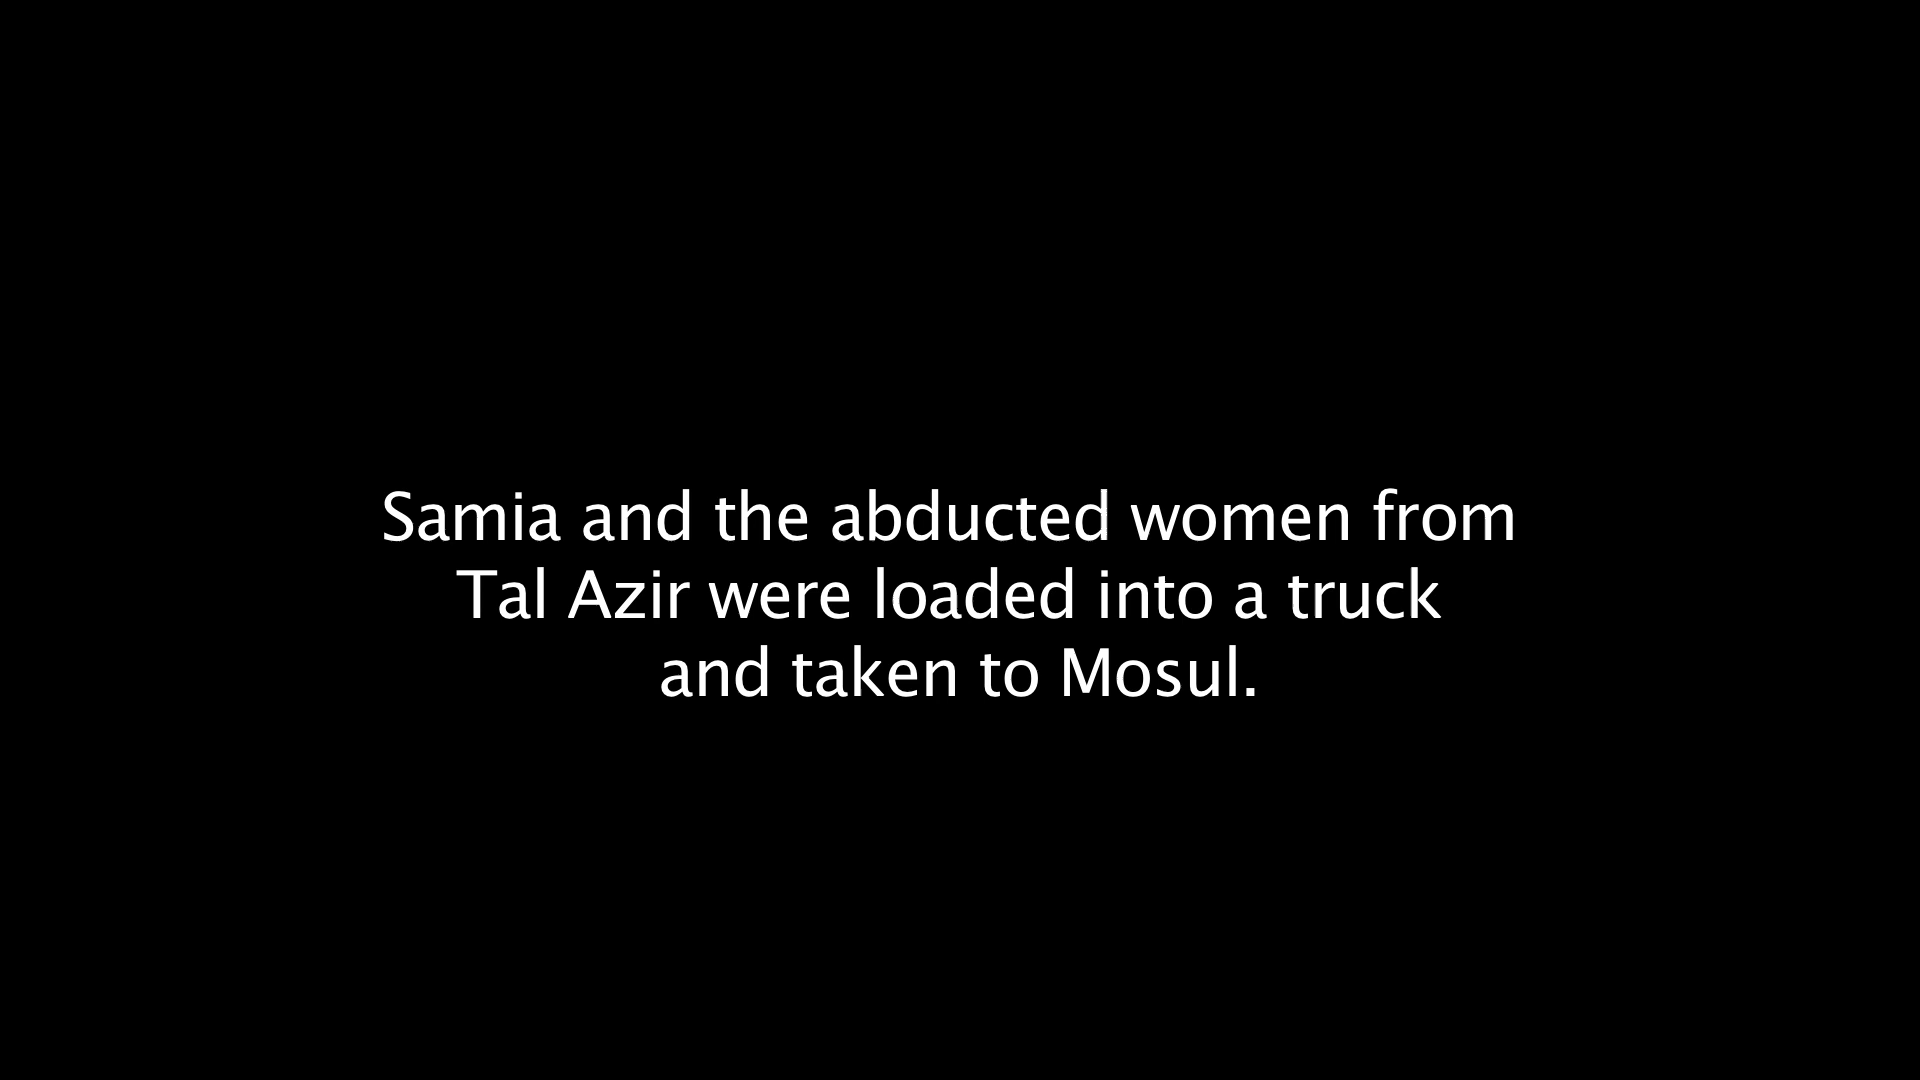 Samia and the abducted women from
Tal Azir were loaded into a truck
and taken to Mosul.